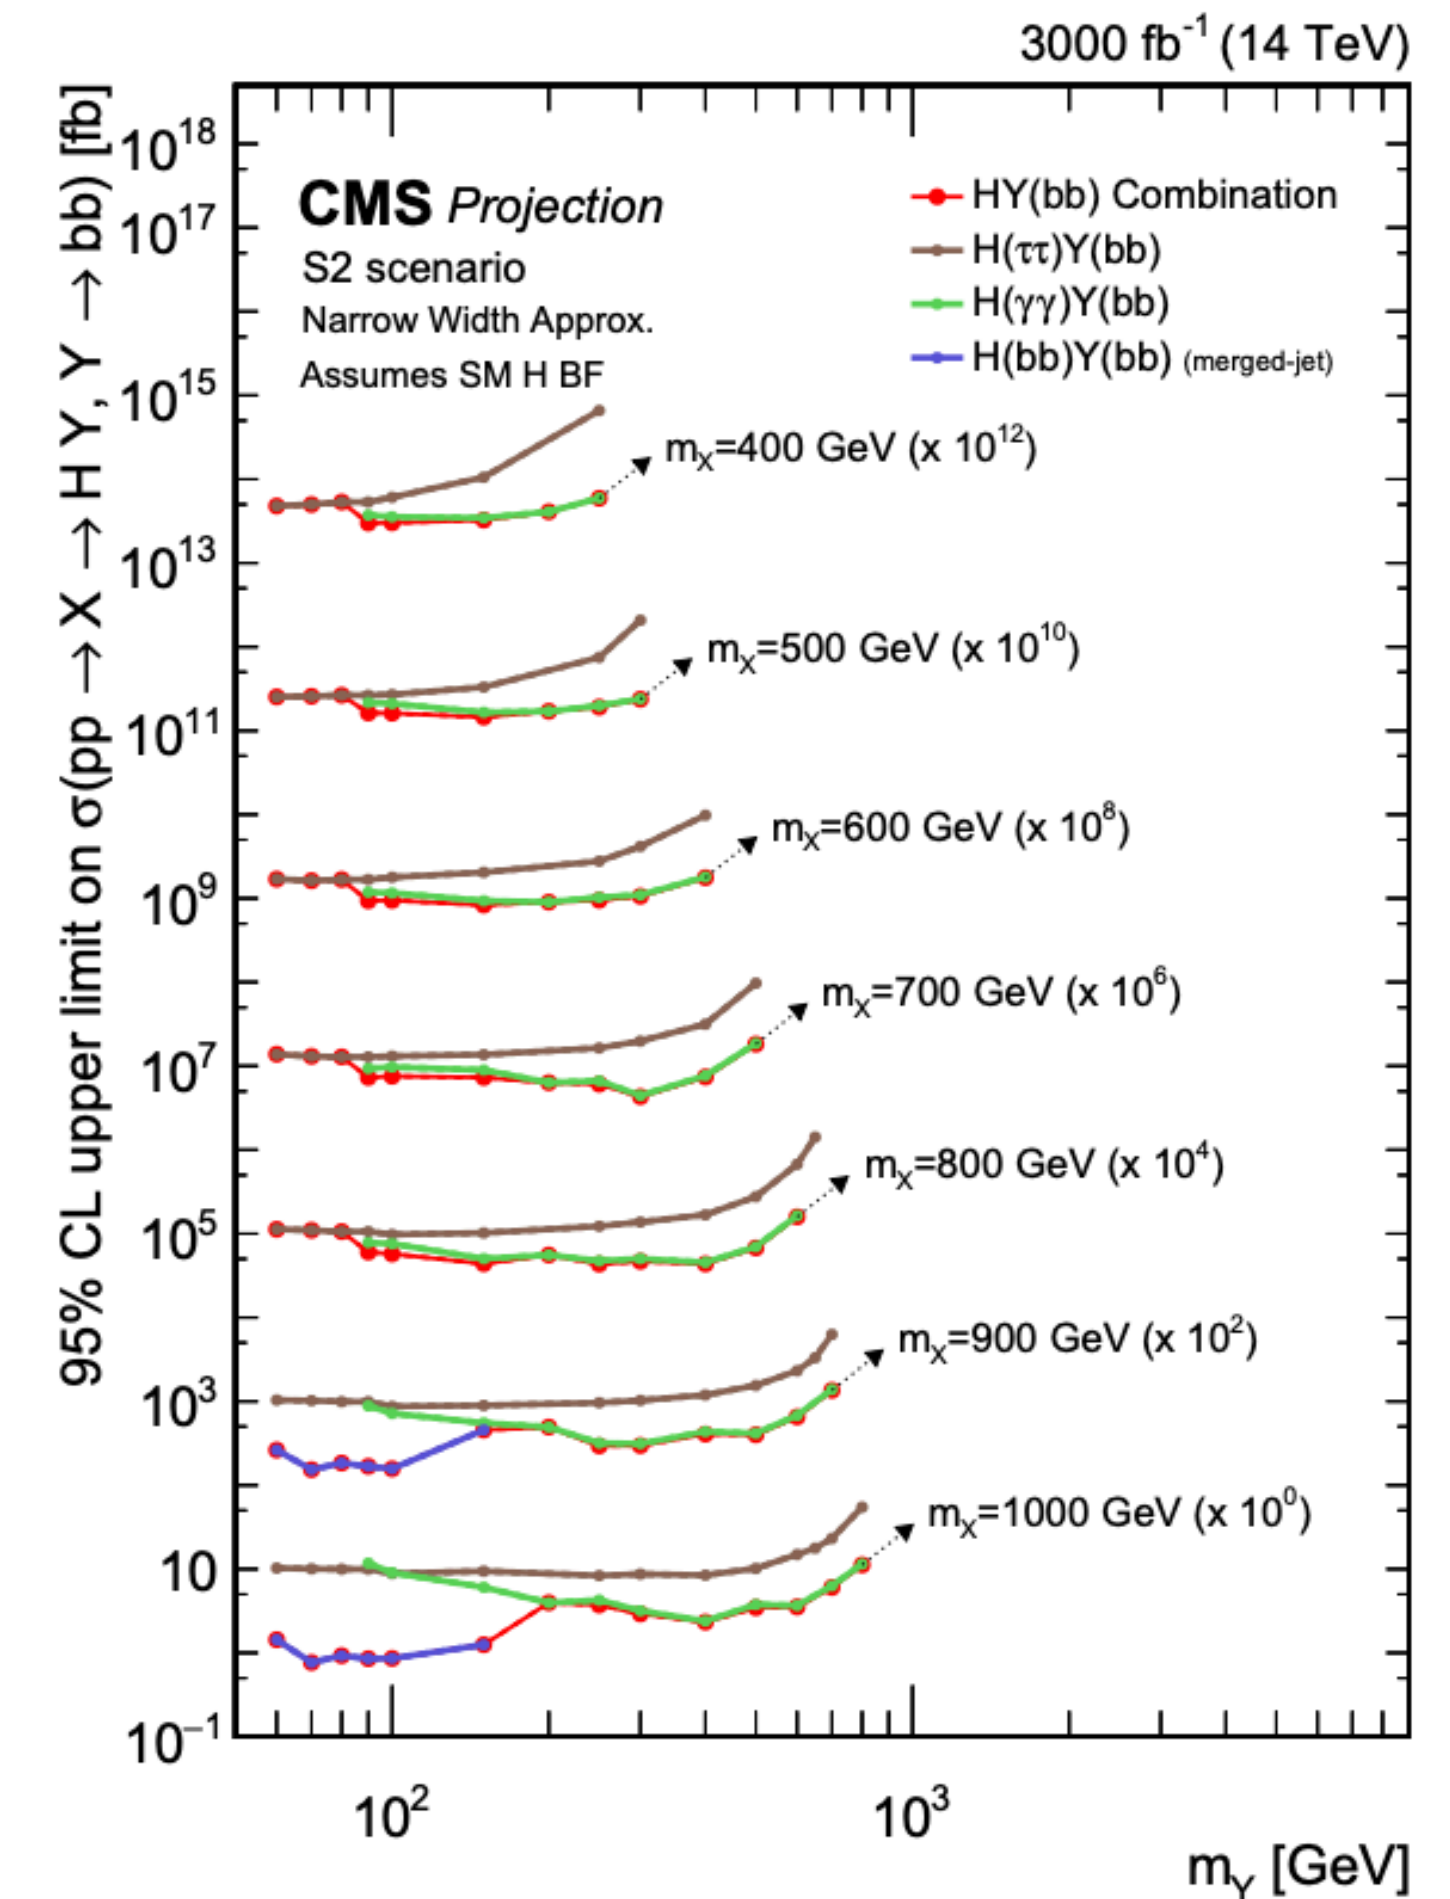 3000 fb⁻¹ (14 TeV)
95% CL upper limit on σ(pp → X → H Y, Y → bb) [fb]
10¹⁸
10¹⁷
10¹⁵
10¹³
10¹¹
10⁹
10⁷
10⁵
10³
10
10⁻¹
CMS Projection
S2 scenario
Narrow Width Approx.
Assumes SM H BF
HY(bb) Combination
H(ττ)Y(bb)
H(γγ)Y(bb)
H(bb)Y(bb) (merged-jet)
m_X=400 GeV (x 10¹²)
m_X=500 GeV (x 10¹⁰)
m_X=600 GeV (x 10⁸)
m_X=700 GeV (x 10⁶)
m_X=800 GeV (x 10⁴)
m_X=900 GeV (x 10²)
m_X=1000 GeV (x 10⁰)
10²
10³
m_Y [GeV]